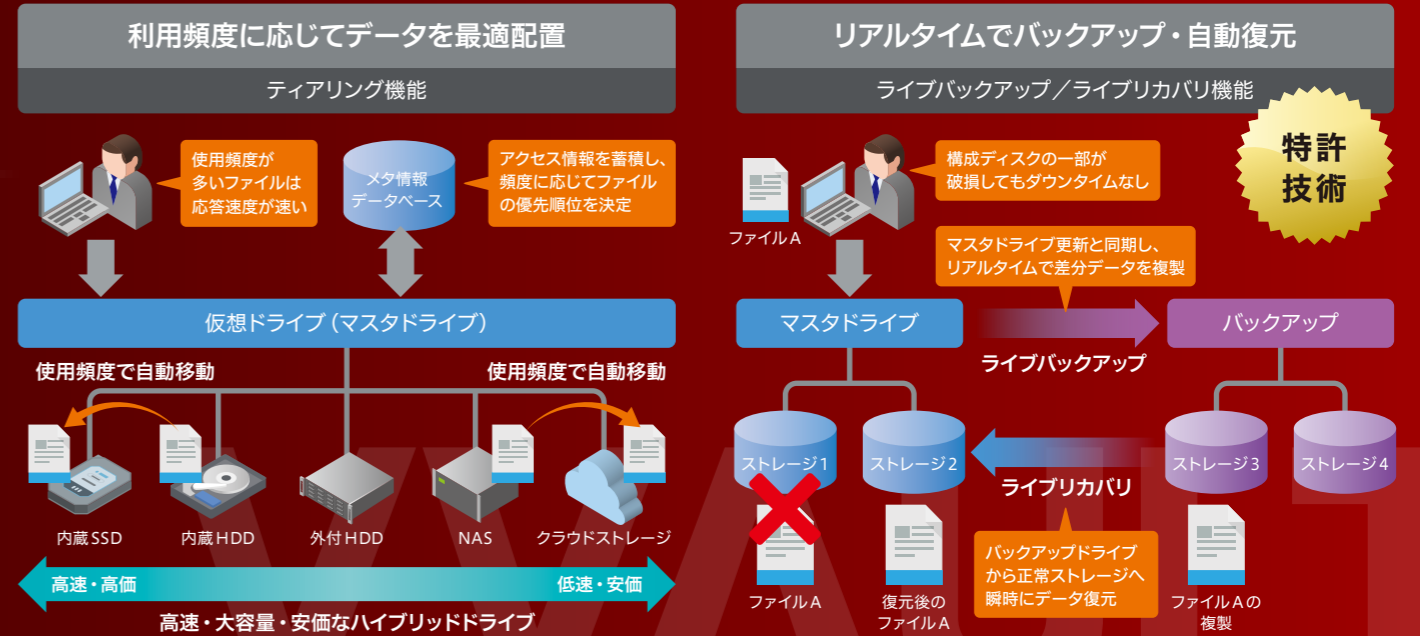 利用頻度に応じてデータを最適配置
ティアリング機能
使用頻度が
多いファイルは
応答速度が速い
メタ情報
データベース
アクセス情報を蓄積し、
頻度に応じてファイル
の優先順位を決定
仮想ドライブ（マスタドライブ）
使用頻度で自動移動
使用頻度で自動移動
内蔵SSD
内蔵HDD
外付HDD
NAS
クラウドストレージ
高速・高価
低速・安価
高速・大容量・安価なハイブリッドドライブ
リアルタイムでバックアップ・自動復元
ライブバックアップ／ライブリカバリ機能
特許
技術
ファイルA
構成ディスクの一部が
破損してもダウンタイムなし
マスタドライブ更新と同期し、
リアルタイムで差分データを複製
マスタドライブ
ライブバックアップ
バックアップ
ストレージ1
ストレージ2
ライブリカバリ
ストレージ3
ストレージ4
ファイルA
復元後の
ファイルA
バックアップドライブ
から正常ストレージへ
瞬時にデータ復元
ファイルAの
複製
VVAULT